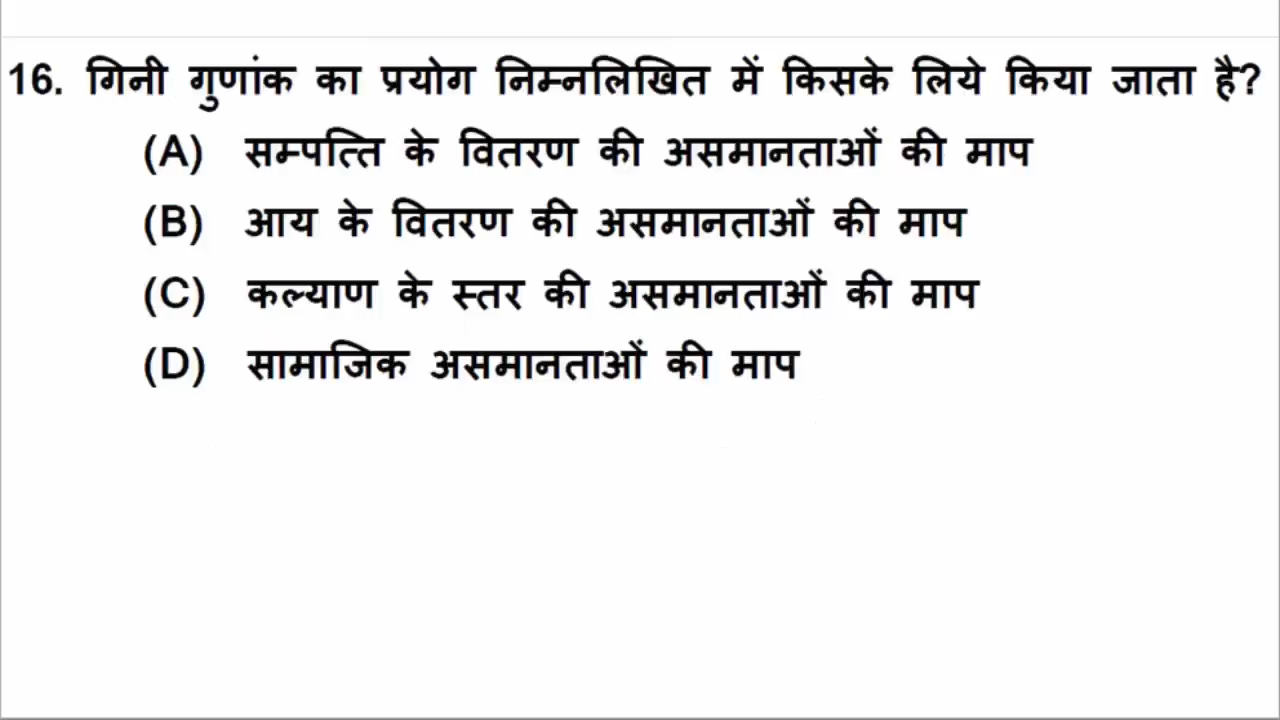 16. गिनी गुणांक का प्रयोग निम्नलिखित में किसके लिये किया जाता है?
(A) सम्पत्ति के वितरण की असमानताओं की माप
(B) आय के वितरण की असमानताओं की माप
(C) कल्याण के स्तर की असमानताओं की माप
(D) सामाजिक असमानताओं की माप